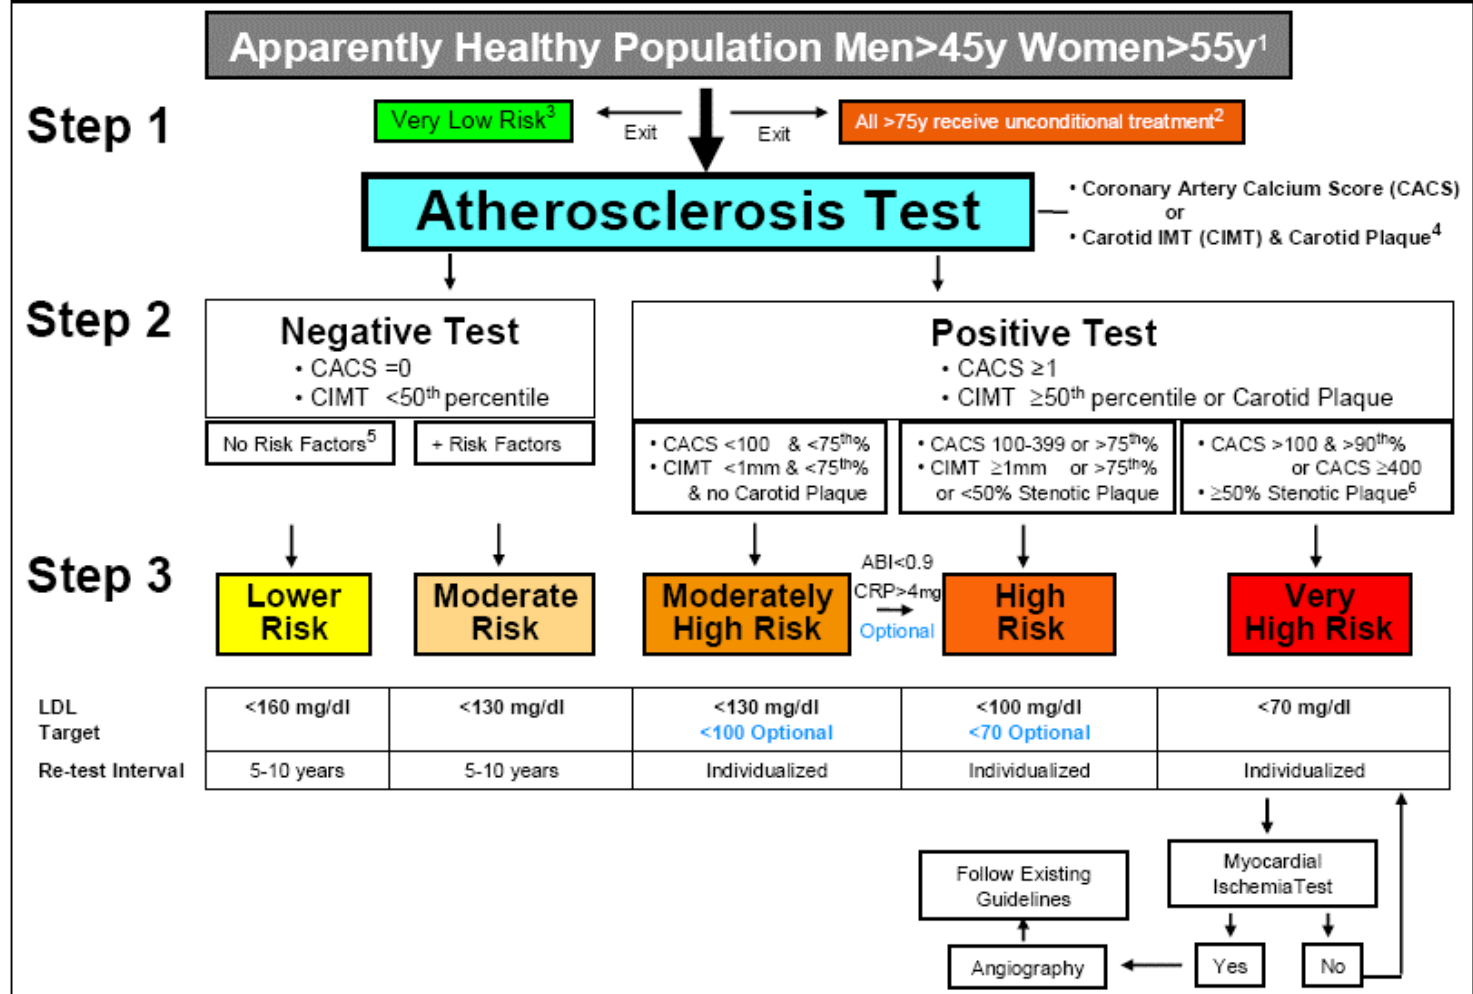 Apparently Healthy Population Men>45y Women>55y¹
Step 1
Very Low Risk³
Exit
Exit
All >75y receive unconditional treatment²
Atherosclerosis Test
• Coronary Artery Calcium Score (CACS)
or
• Carotid IMT (CIMT) & Carotid Plaque⁴
Step 2
Negative Test
• CACS =0
• CIMT <50th percentile
Positive Test
• CACS ≥1
• CIMT ≥50th percentile or Carotid Plaque
No Risk Factors⁵
+ Risk Factors
• CACS <100 & <75th%
• CIMT <1mm & <75th%
& no Carotid Plaque
• CACS 100-399 or >75th%
• CIMT ≥1mm or >75th%
or <50% Stenotic Plaque
• CACS >100 & >90th%
or CACS ≥400
• ≥50% Stenotic Plaque⁶
Step 3
Lower
Risk
Moderate
Risk
Moderately
High Risk
ABI<0.9
CRP>4mg
Optional
High
Risk
Very
High Risk
LDL
Target
<160 mg/dl
<130 mg/dl
<130 mg/dl
<100 Optional
<100 mg/dl
<70 Optional
<70 mg/dl
Re-test Interval
5-10 years
5-10 years
Individualized
Individualized
Individualized
Myocardial
IschemiaTest
Follow Existing
Guidelines
Angiography
Yes
No